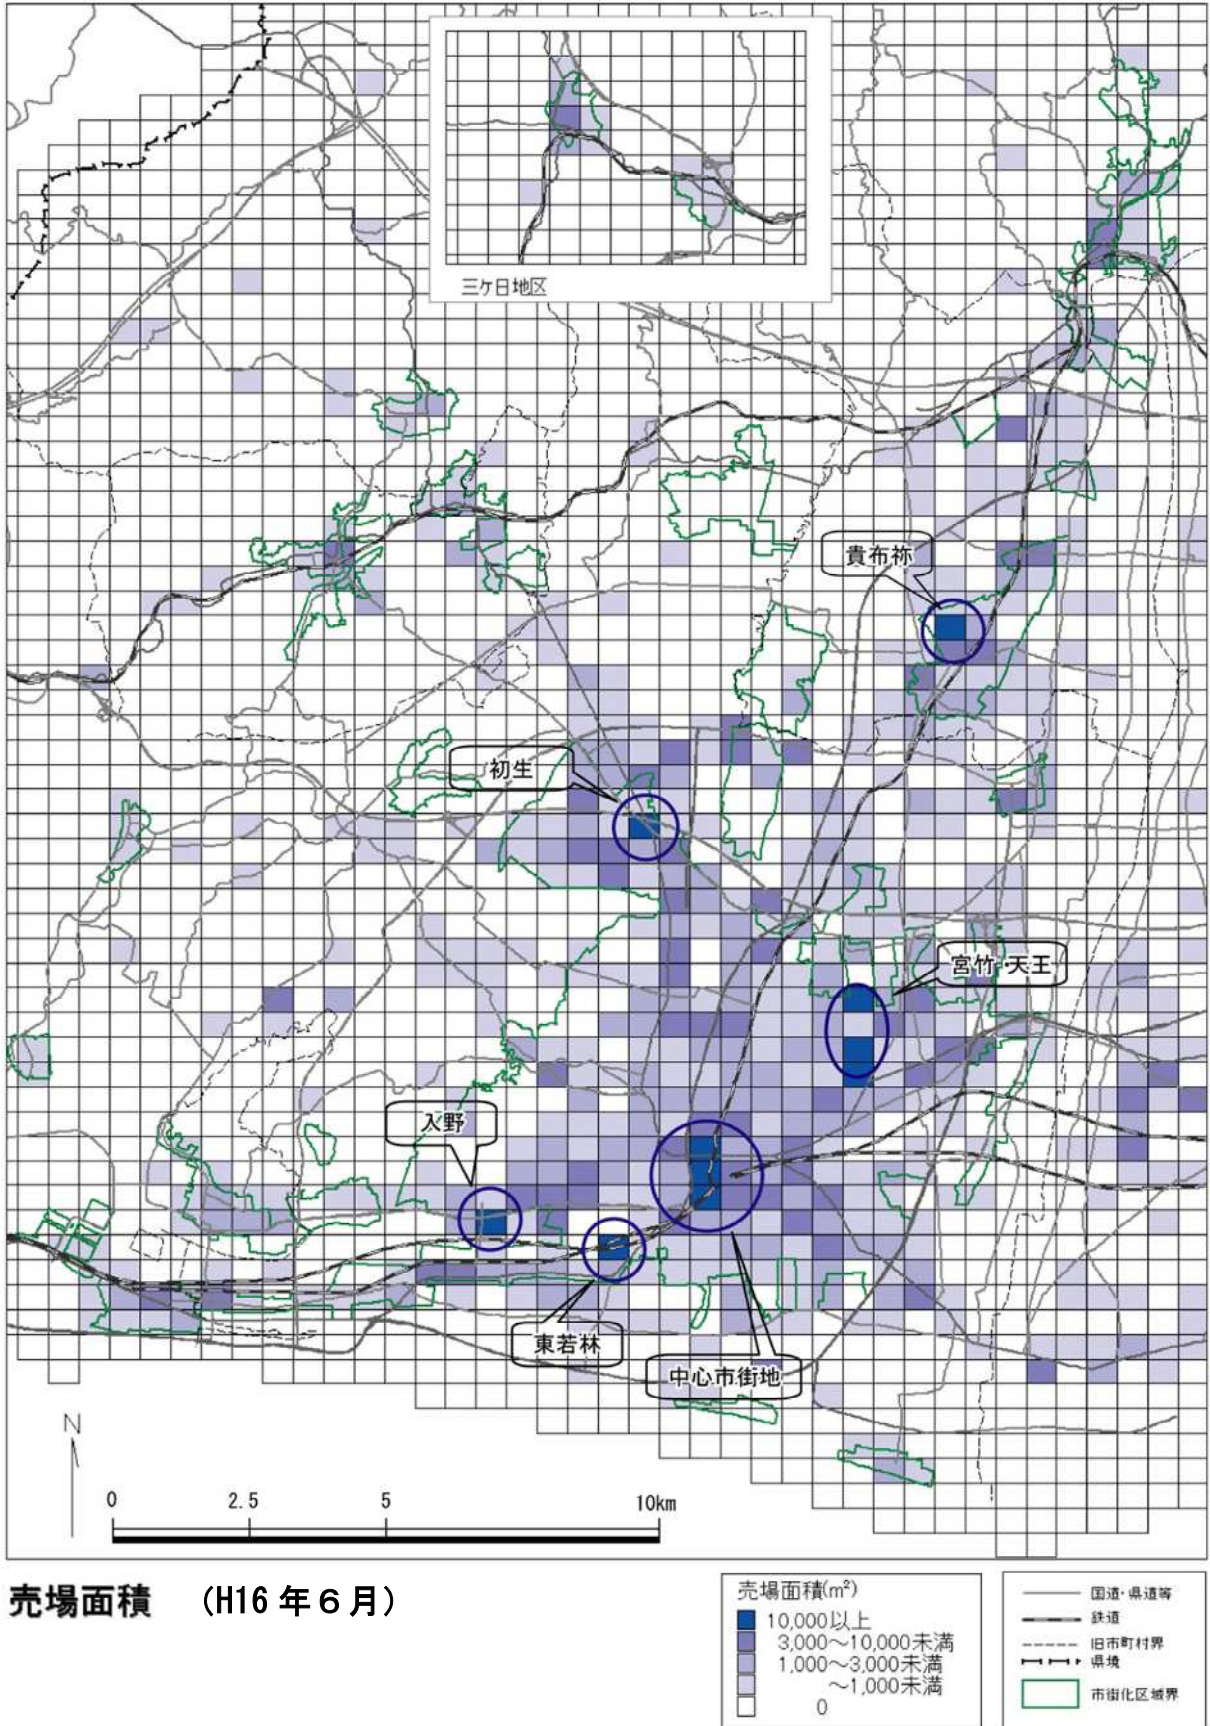 三ケ日地区
貴布祢
初生
宮竹・天王
入野
東若林
中心市街地
N
0 2.5 5 10km
売場面積 (H16年6月)
売場面積(m²)
10,000以上
3,000～10,000未満
1,000～3,000未満
～1,000未満
0
国道・県道等
鉄道
旧市町村界
県境
市街化区域界